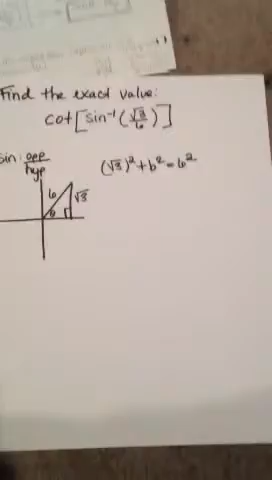 Find the exact value:
cot[sin⁻¹(√3/6)]
sin: opp/hyp
(√3)² + b² = 6²
6
√3
θ